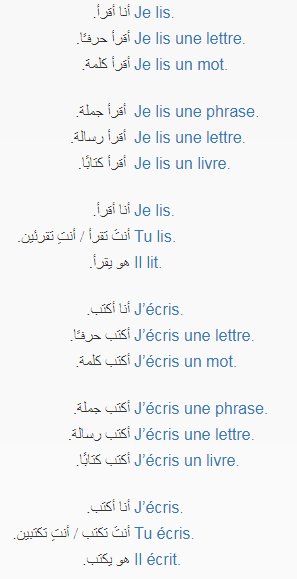 Je lis. أنا أقرأ.
Je lis une lettre. أقرأ حرفًا.
Je lis un mot. أقرأ كلمة.
Je lis une phrase. أقرأ جملة.
Je lis une lettre. أقرأ رسالة.
Je lis un livre. أقرأ كتابًا.
Je lis. أنا أقرأ.
Tu lis. أنتَ تقرأ / أنتِ تقرئين.
Il lit. هو يقرأ.
J’écris. أنا أكتب.
J’écris une lettre. أكتب حرفًا.
J’écris un mot. أكتب كلمة.
J’écris une phrase. أكتب جملة.
J’écris une lettre. أكتب رسالة.
J’écris un livre. أكتب كتابًا.
J’écris. أنا أكتب.
Tu écris. أنتَ تكتب / أنتِ تكتبين.
Il écrit. هو يكتب.